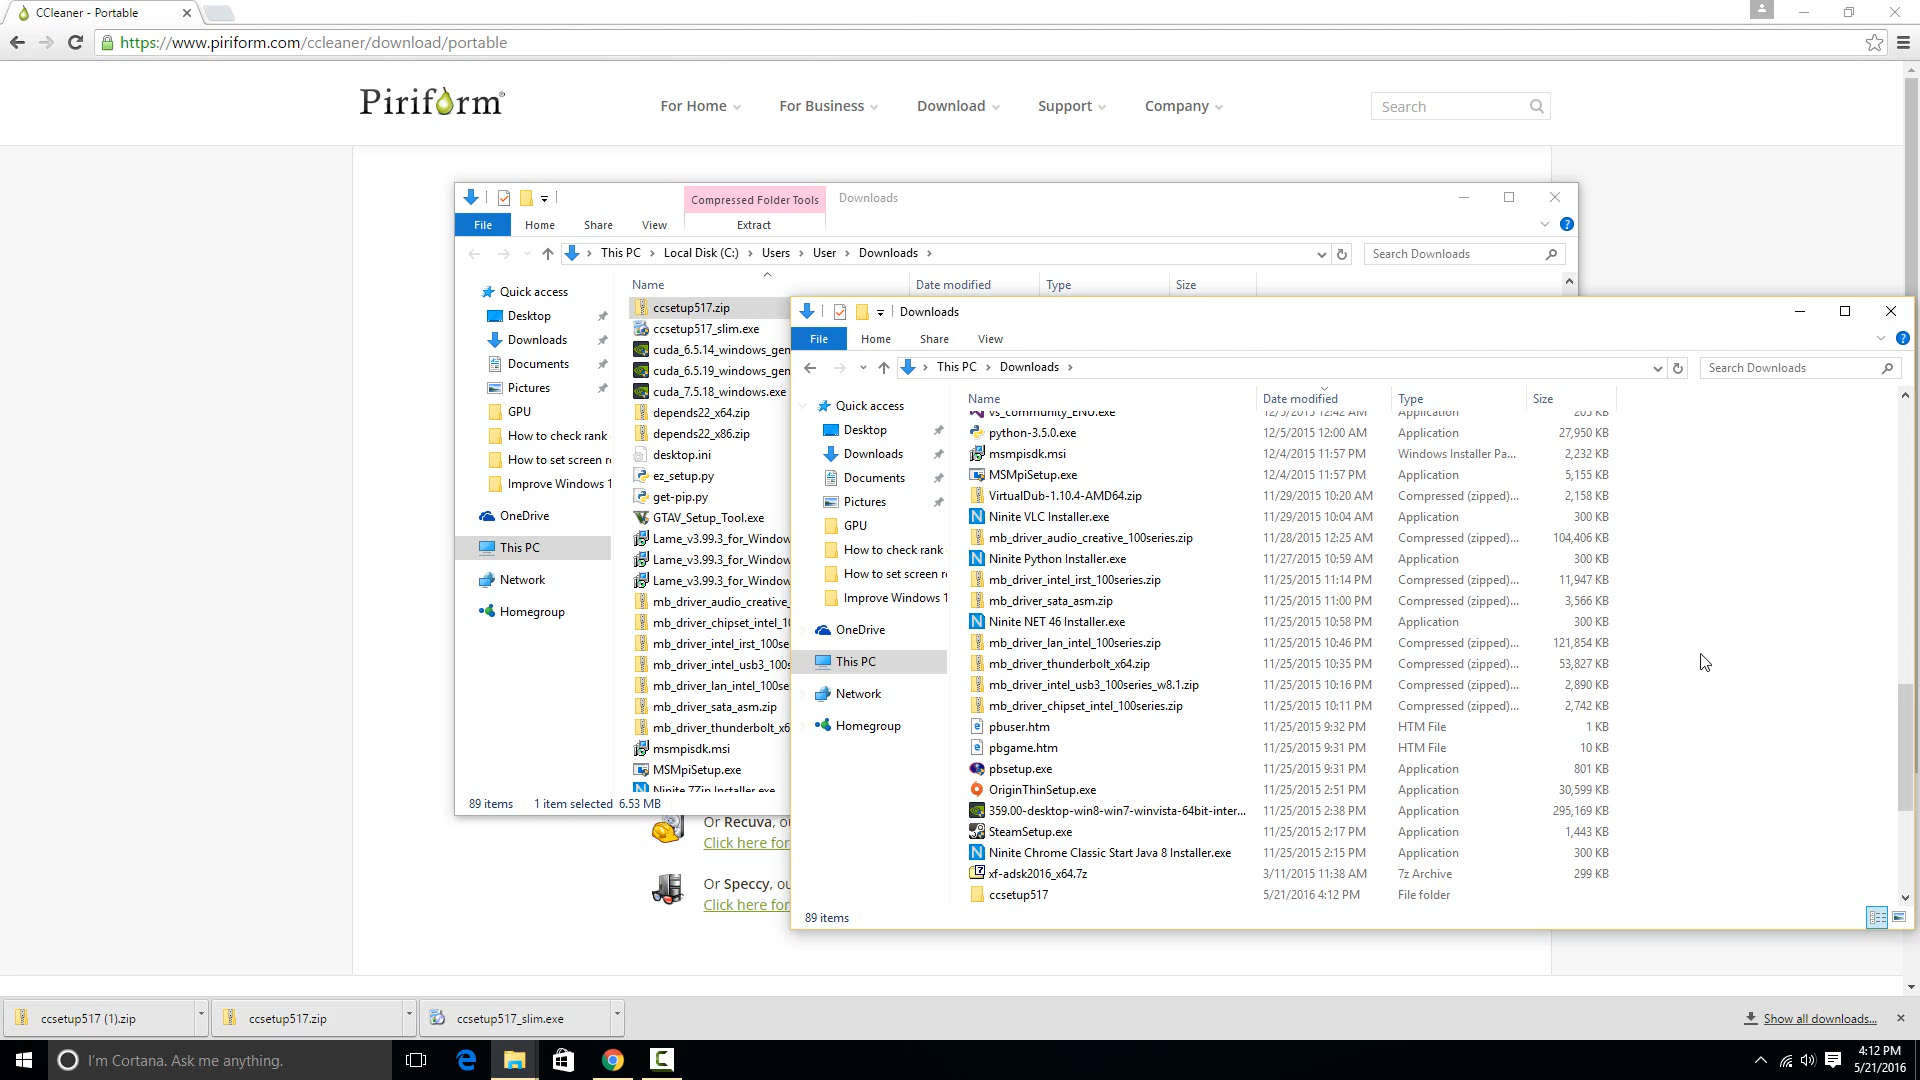 CCleaner - Portable
https://www.piriform.com/ccleaner/download/portable
Piriform®
For Home
For Business
Download
Support
Company
Search
Compressed Folder Tools
Downloads
File
Home
Share
View
Extract
This PC
Local Disk (C:)
Users
User
Downloads
Search Downloads
Name
Date modified
Type
Size
Quick access
Desktop
Downloads
Documents
Pictures
GPU
How to check rank
How to set screen r
Improve Windows 1
OneDrive
This PC
Network
Homegroup
ccsetup517.zip
ccsetup517_slim.exe
cuda_6.5.14_windows_gen
cuda_6.5.19_windows_gen
cuda_7.5.18_windows.exe
depends22_x64.zip
depends22_x86.zip
desktop.ini
ez_setup.py
get-pip.py
GTAV_Setup_Tool.exe
Lame_v3.99.3_for_Window
Lame_v3.99.3_for_Window
Lame_v3.99.3_for_Window
mb_driver_audio_creative_
mb_driver_chipset_intel_1
mb_driver_intel_irst_100se
mb_driver_intel_usb3_100s
mb_driver_lan_intel_100se
mb_driver_sata_asm.zip
mb_driver_thunderbolt_x6
msmpisdk.msi
MSMpiSetup.exe
Ninite 7Zip Installer.exe
89 items
1 item selected 6.53 MB
Downloads
File
Home
Share
View
This PC
Downloads
Search Downloads
Name
Date modified
Type
Size
Quick access
Desktop
Downloads
Documents
Pictures
GPU
How to check rank
How to set screen r
Improve Windows 1
OneDrive
This PC
Network
Homegroup
vs_community_ENU.exe 12/5/2015 12:42 AM Application 205 KB
python-3.5.0.exe 12/5/2015 12:00 AM Application 27,950 KB
msmpisdk.msi 12/4/2015 11:57 PM Windows Installer Pa... 2,232 KB
MSMpiSetup.exe 12/4/2015 11:57 PM Application 5,155 KB
VirtualDub-1.10.4-AMD64.zip 11/29/2015 10:20 AM Compressed (zipped)... 2,158 KB
Ninite VLC Installer.exe 11/29/2015 10:04 AM Application 300 KB
mb_driver_audio_creative_100series.zip 11/28/2015 12:25 AM Compressed (zipped)... 104,406 KB
Ninite Python Installer.exe 11/27/2015 10:59 AM Application 300 KB
mb_driver_intel_irst_100series.zip 11/25/2015 11:14 PM Compressed (zipped)... 11,947 KB
mb_driver_sata_asm.zip 11/25/2015 11:00 PM Compressed (zipped)... 3,566 KB
Ninite NET 46 Installer.exe 11/25/2015 10:58 PM Application 300 KB
mb_driver_lan_intel_100series.zip 11/25/2015 10:46 PM Compressed (zipped)... 121,854 KB
mb_driver_thunderbolt_x64.zip 11/25/2015 10:35 PM Compressed (zipped)... 53,827 KB
mb_driver_intel_usb3_100series_w8.1.zip 11/25/2015 10:16 PM Compressed (zipped)... 2,890 KB
mb_driver_chipset_intel_100series.zip 11/25/2015 10:11 PM Compressed (zipped)... 2,742 KB
pbuser.htm 11/25/2015 9:32 PM HTM File 1 KB
pbgame.htm 11/25/2015 9:31 PM HTM File 10 KB
pbsetup.exe 11/25/2015 9:31 PM Application 801 KB
OriginThinSetup.exe 11/25/2015 2:51 PM Application 30,599 KB
359.00-desktop-win8-win7-winvista-64bit-inter... 11/25/2015 2:38 PM Application 295,169 KB
SteamSetup.exe 11/25/2015 2:17 PM Application 1,443 KB
Ninite Chrome Classic Start Java 8 Installer.exe 11/25/2015 2:15 PM Application 300 KB
xf-adsk2016_x64.7z 3/11/2015 11:38 AM 7z Archive 299 KB
ccsetup517 5/21/2016 4:12 PM File folder
89 items
Or Recuva, ou
Click here for
Or Speccy, ou
Click here for
ccsetup517 (1).zip
ccsetup517.zip
ccsetup517_slim.exe
Show all downloads...
I'm Cortana. Ask me anything.
4:12 PM
5/21/2016